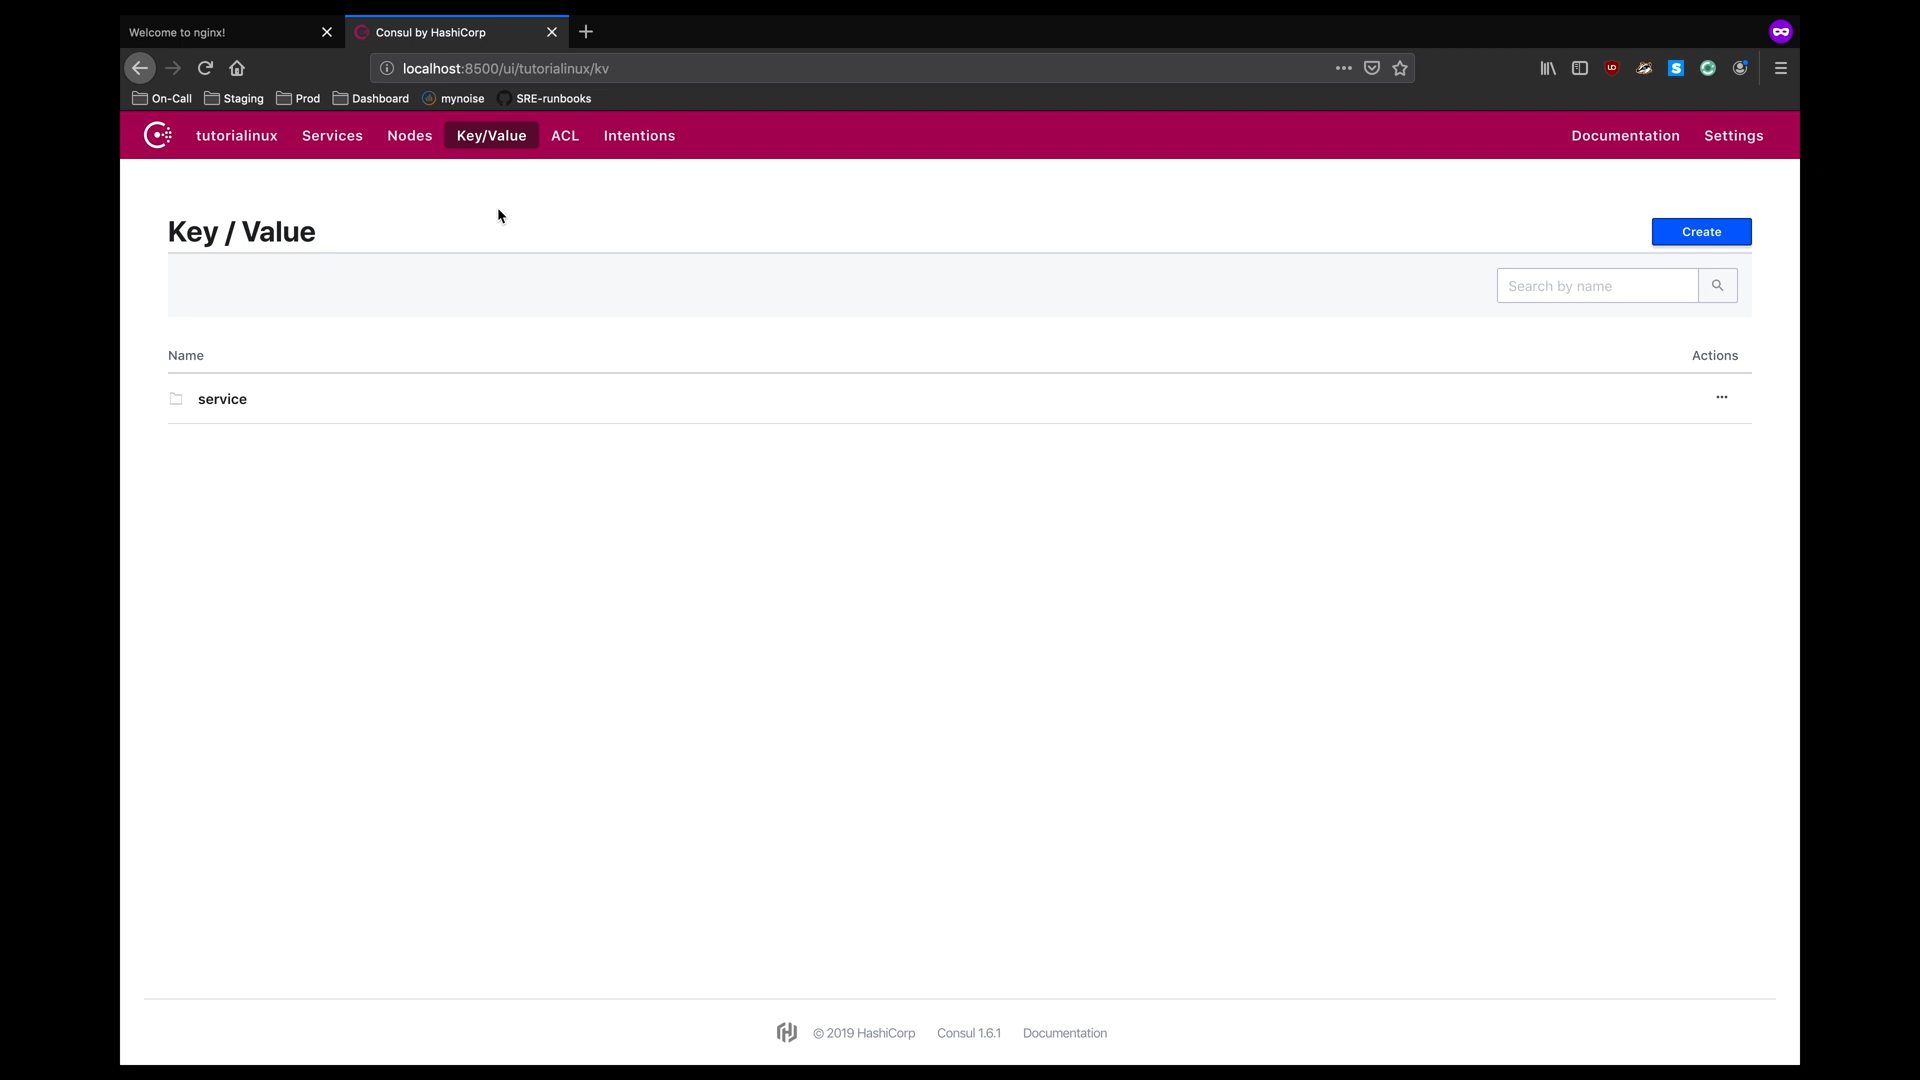 Welcome to nginx!
Consul by HashiCorp
localhost:8500/ui/tutorialinux/kv
On-Call Staging Prod Dashboard mynoise SRE-runbooks
tutorialinux Services Nodes Key/Value ACL Intentions Documentation Settings
Key / Value
Create
Search by name
Name Actions
service
© 2019 HashiCorp Consul 1.6.1 Documentation